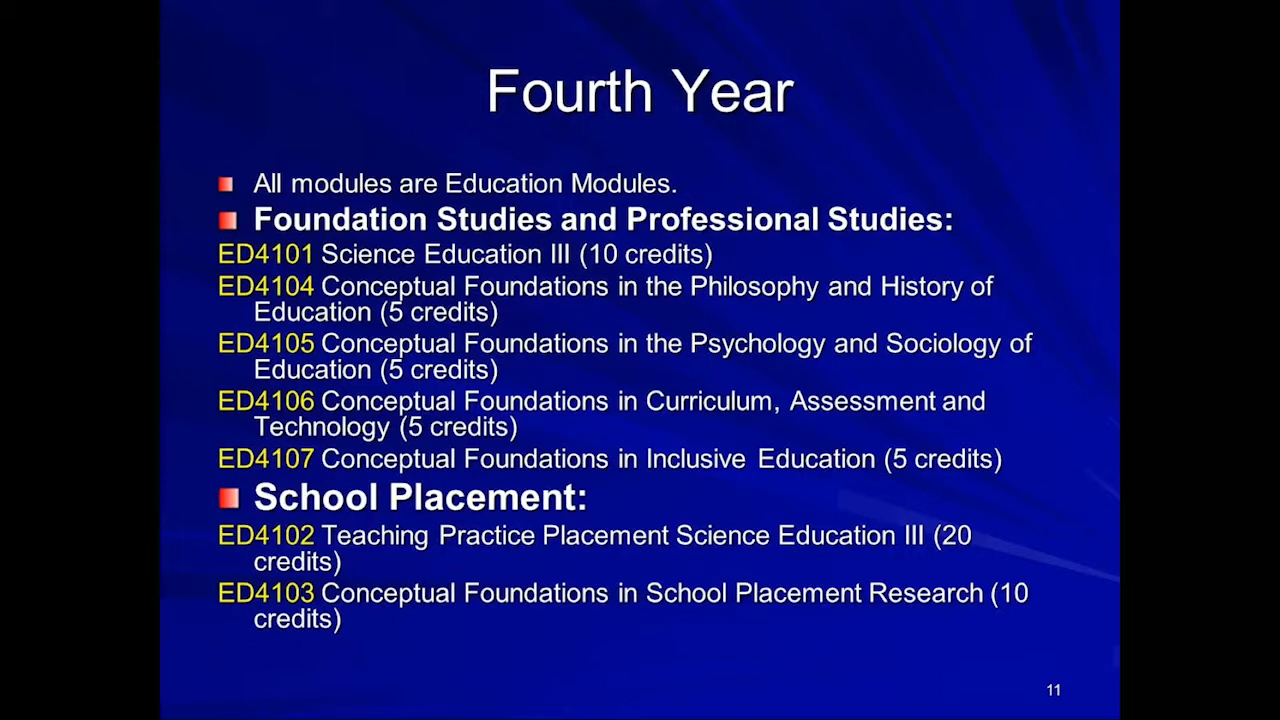 Fourth Year
All modules are Education Modules.
Foundation Studies and Professional Studies:
ED4101 Science Education III (10 credits)
ED4104 Conceptual Foundations in the Philosophy and History of
Education (5 credits)
ED4105 Conceptual Foundations in the Psychology and Sociology of
Education (5 credits)
ED4106 Conceptual Foundations in Curriculum, Assessment and
Technology (5 credits)
ED4107 Conceptual Foundations in Inclusive Education (5 credits)
School Placement:
ED4102 Teaching Practice Placement Science Education III (20
credits)
ED4103 Conceptual Foundations in School Placement Research (10
credits)
11